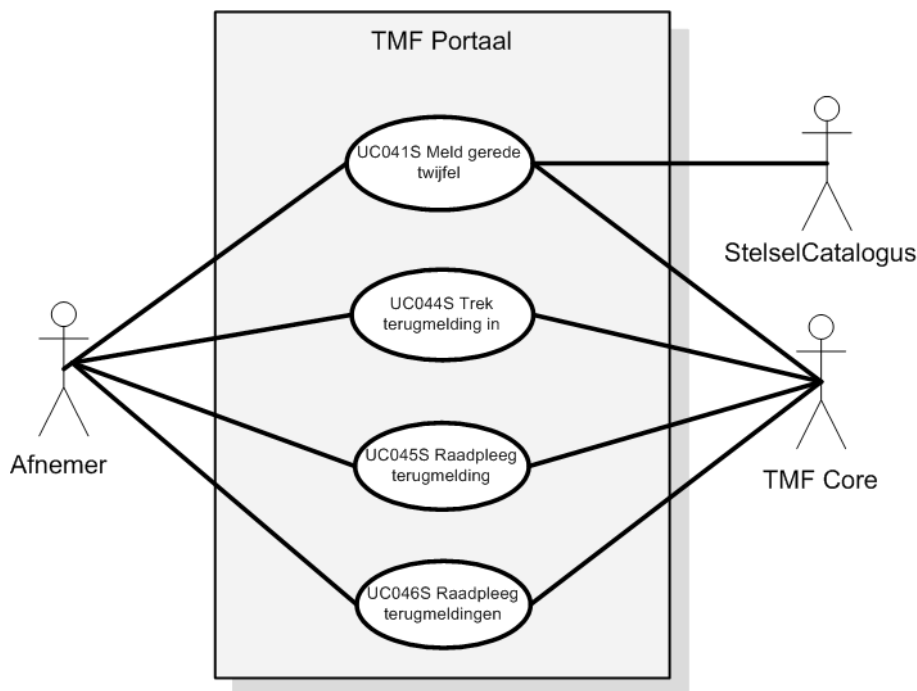 TMF Portaal
UC041S Meld gerede
twijfel
StelselCatalogus
UC044S Trek
terugmelding in
Afnemer
UC045S Raadpleeg
terugmelding
TMF Core
UC046S Raadpleeg
terugmeldingen